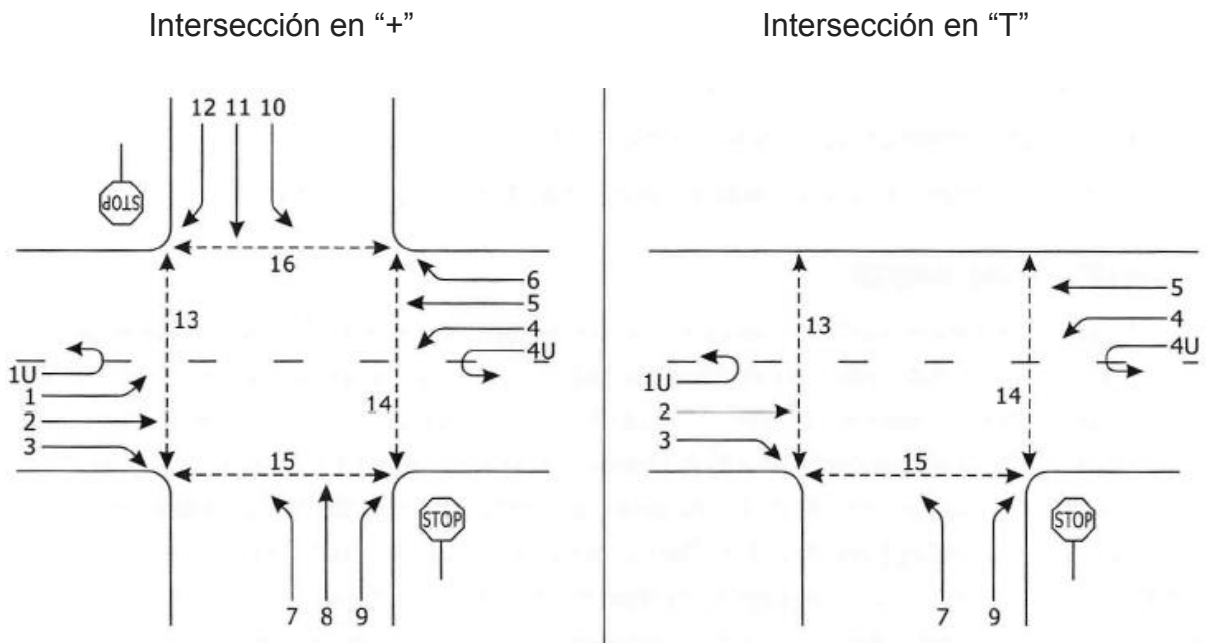 Intersección en “+”
Intersección en “T”
12 11 10
STOP
16
6
5
13
4
4U
1U
1
2
14
3
15
STOP
7 8 9
5
13
4
4U
1U
14
2
3
15
STOP
7 9